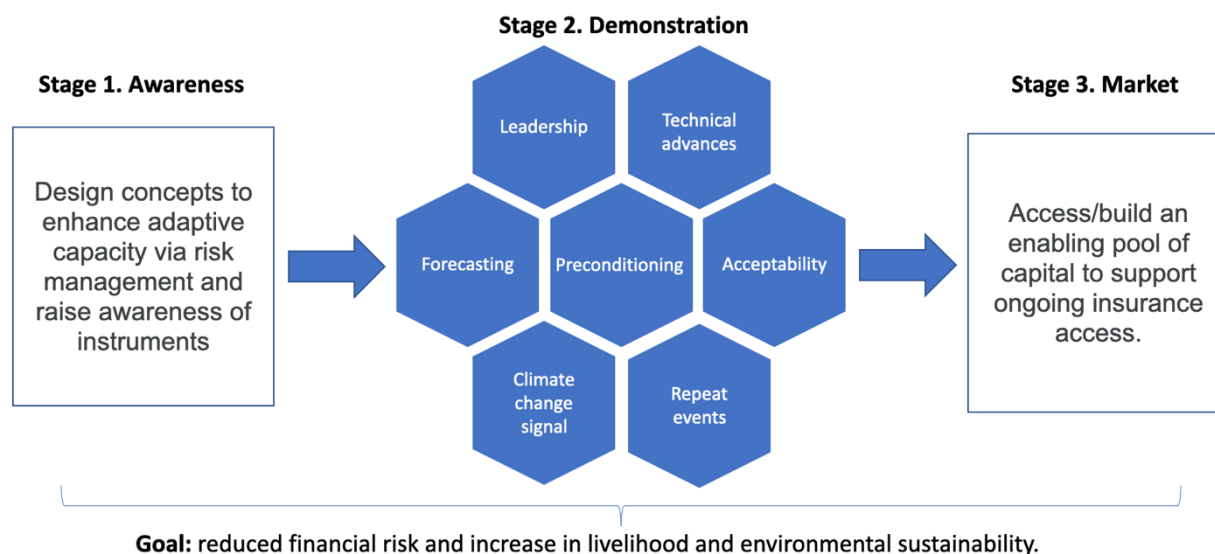 Stage 2. Demonstration
Stage 1. Awareness
Stage 3. Market
Design concepts to
enhance adaptive
capacity via risk
management and
raise awareness of
instruments
Leadership
Technical
advances
Forecasting
Preconditioning
Acceptability
Climate
change
signal
Repeat
events
Access/build an
enabling pool of
capital to support
ongoing insurance
access.
Goal: reduced financial risk and increase in livelihood and environmental sustainability.